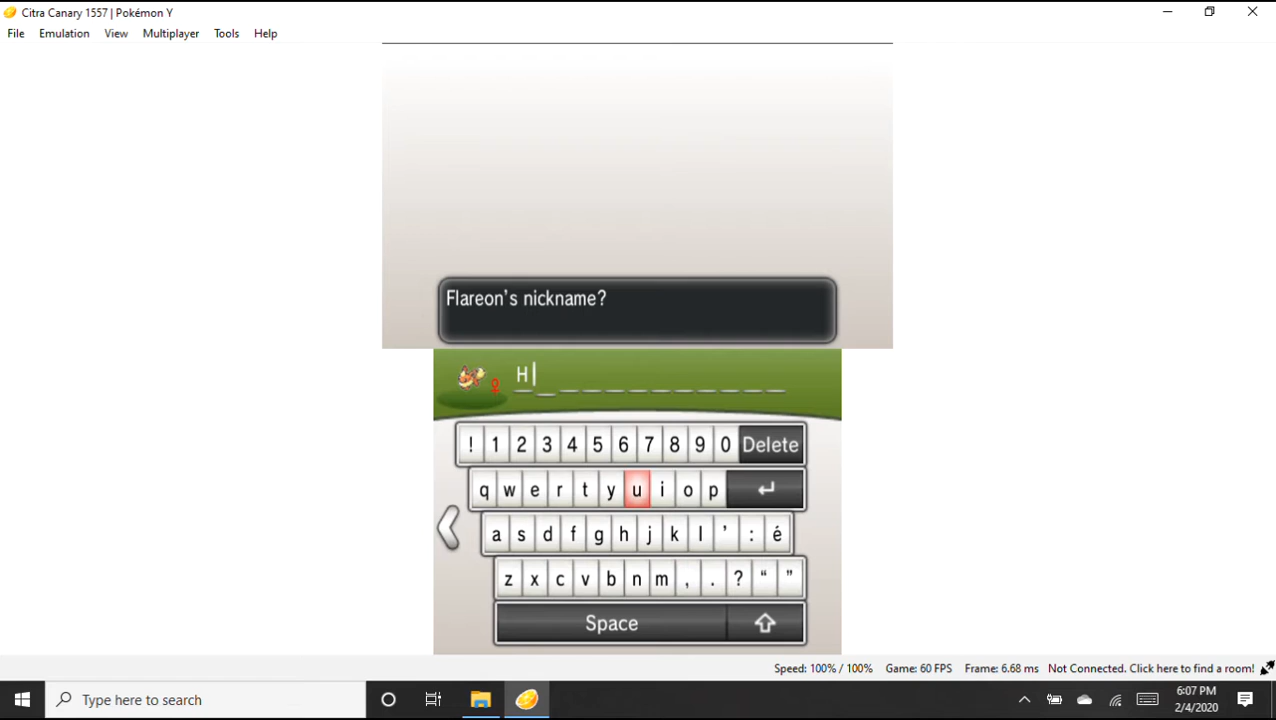 Citra Canary 1557 | Pokémon Y
File Emulation View Multiplayer Tools Help
Flareon's nickname?
H
! 1 2 3 4 5 6 7 8 9 0 Delete
q w e r t y u i o p
a s d f g h j k l ' : é
z x c v b n m , . ? “ ”
Space
Speed: 100% / 100% Game: 60 FPS Frame: 6.68 ms Not Connected. Click here to find a room!
Type here to search
6:07 PM
2/4/2020